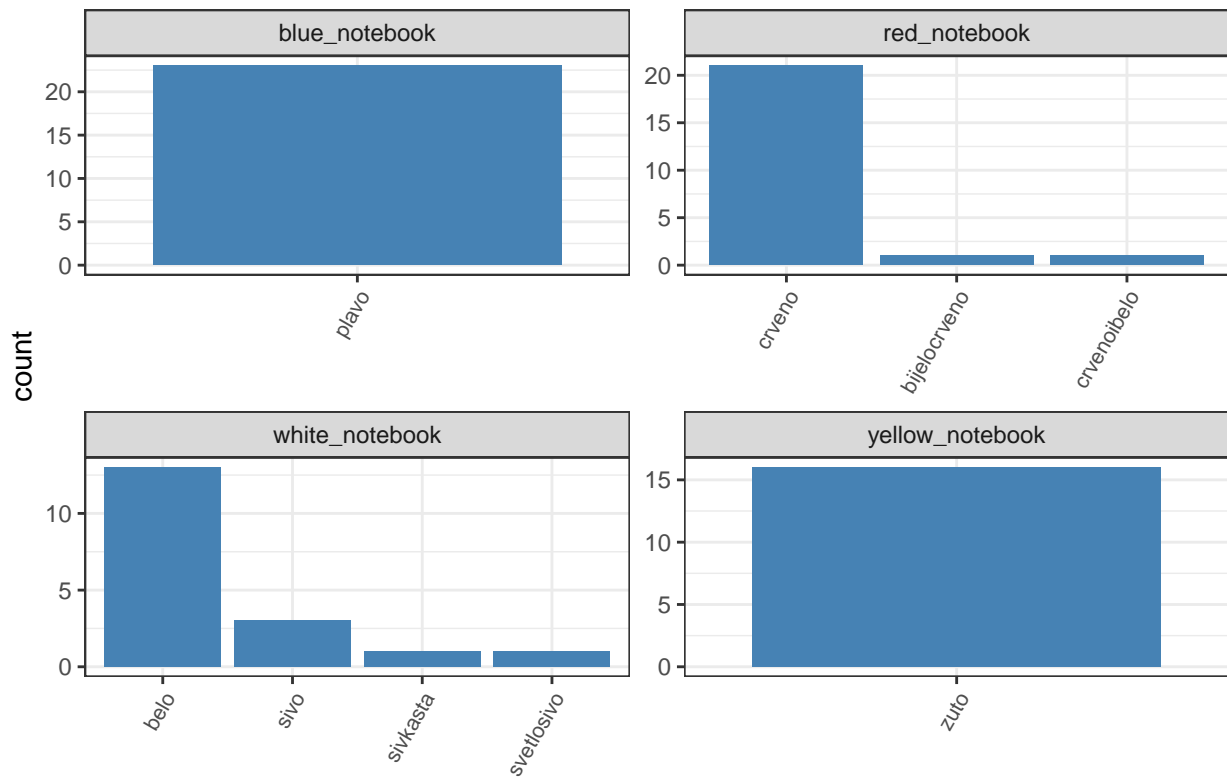 blue_notebook
20
15
10
5
0
plavo
red_notebook
20
15
10
5
0
crveno
bijelocrveno
crvenoibelo
count
white_notebook
10
5
0
belo
sivo
sivkasta
svetlosivo
yellow_notebook
15
10
5
0
zuto